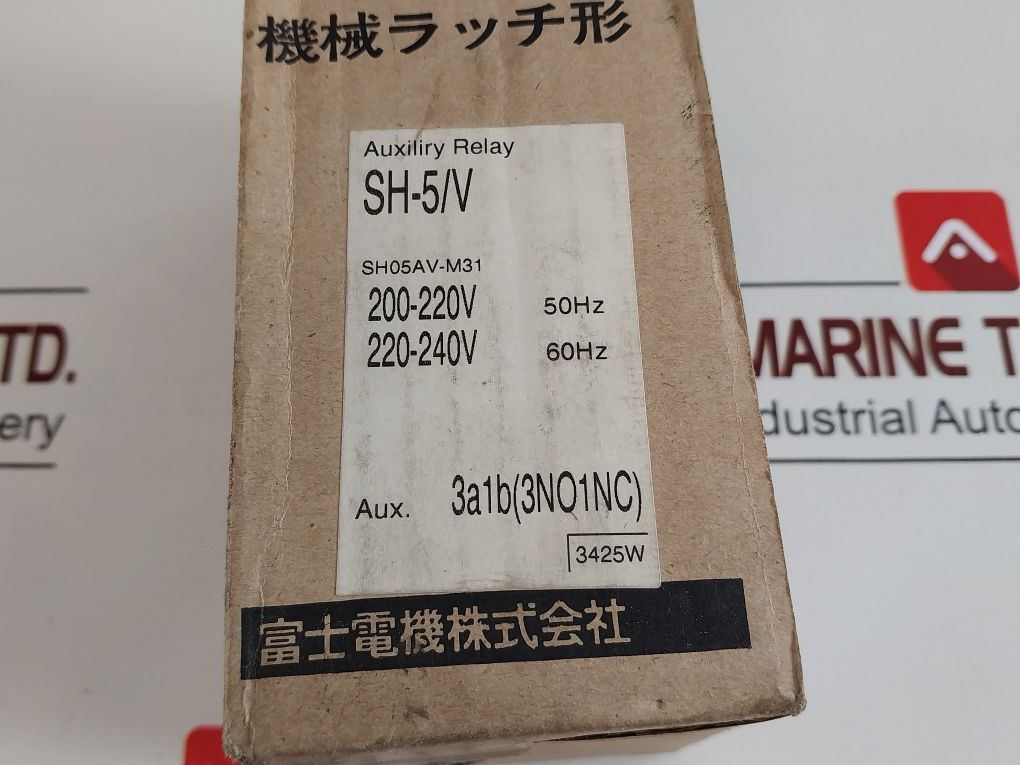 機械ラッチ形
Auxiliry Relay
SH-5/V
SH05AV-M31
200-220V 50Hz
220-240V 60Hz
Aux. 3a1b(3NO1NC)
3425W
富士電機株式会社
TD.
ery
MARINE T
dustrial Auto